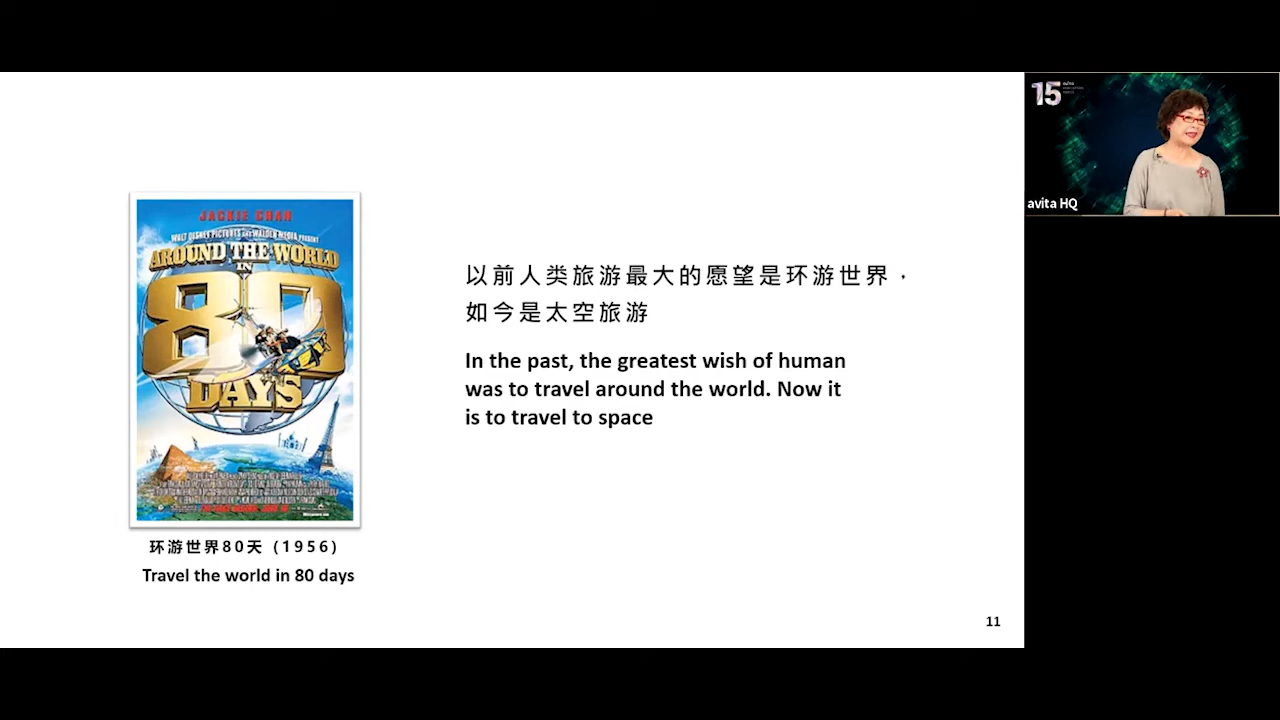 JACKIE CHAN
WALT DISNEY PICTURES AND WALDEN MEDIA PRESENT
AROUND THE WORLD
IN
80
DAYS
环游世界80天 (1956)
Travel the world in 80 days
以前人类旅游最大的愿望是环游世界，
如今是太空旅游
In the past, the greatest wish of human
was to travel around the world. Now it
is to travel to space
11
15
avita HQ